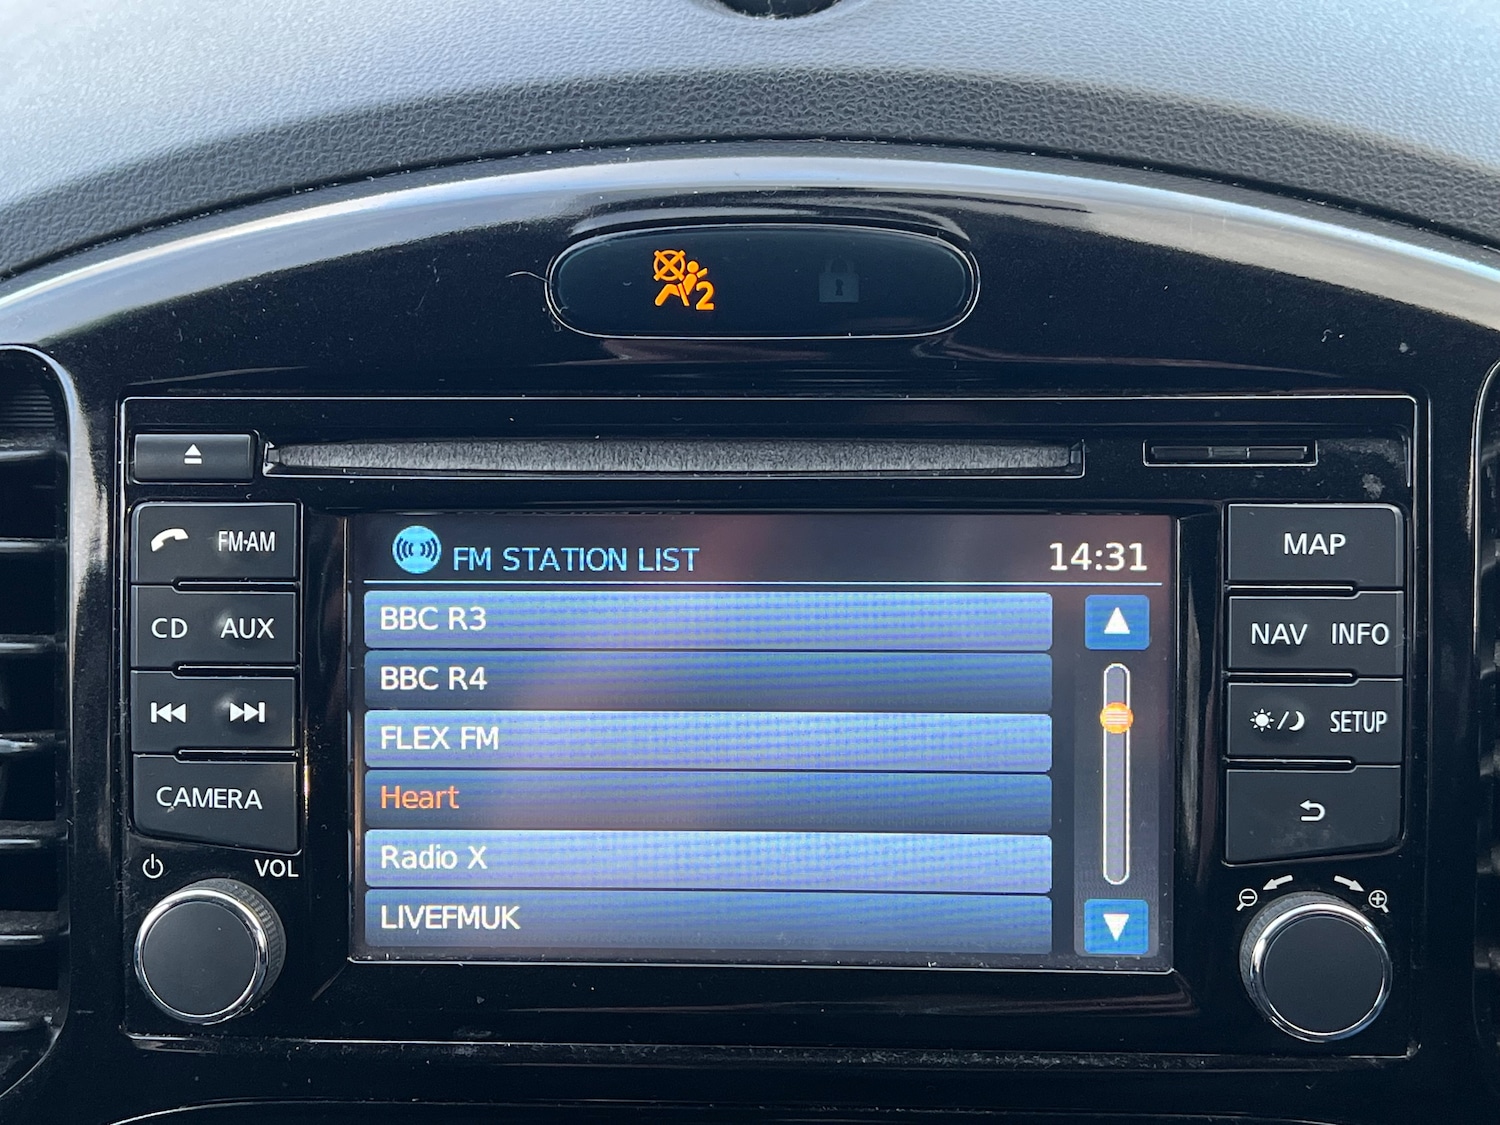 2
FM·AM
CD AUX
CAMERA
VOL
FM STATION LIST 14:31
BBC R3
BBC R4
FLEX FM
Heart
Radio X
LIVEFMUK
MAP
NAV INFO
SETUP